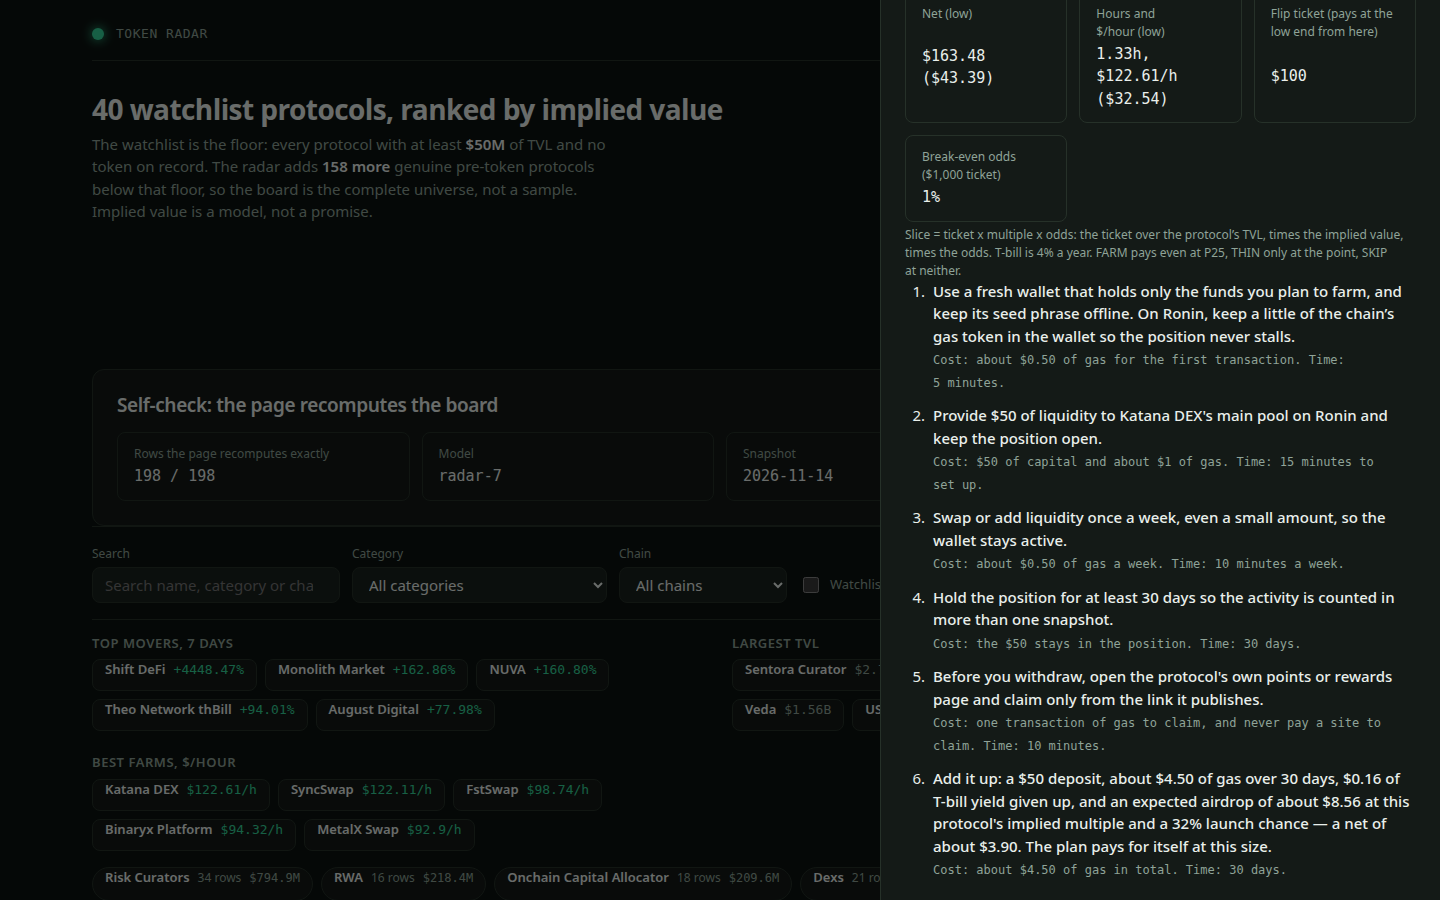 TOKEN RADAR
40 watchlist protocols, ranked by implied value
The watchlist is the floor: every protocol with at least $50M of TVL and no
token on record. The radar adds 158 more genuine pre-token protocols
below that floor, so the board is the complete universe, not a sample.
Implied value is a model, not a promise.
Self-check: the page recomputes the board
Rows the page recomputes exactly
198 / 198
Model
radar-7
Snapshot
2026-11-14
Search
Category
Chain
Search name, category or cha
All categories
All chains
Watchlis
TOP MOVERS, 7 DAYS
Shift DeFi +4448.47%
Monolith Market +162.86%
NUVA +160.80%
Theo Network thBill +94.01%
August Digital +77.98%
LARGEST TVL
Sentora Curator $2.
Veda $1.56B
US
BEST FARMS, $/HOUR
Katana DEX $122.61/h
SyncSwap $122.11/h
FstSwap $98.74/h
Binaryx Platform $94.32/h
MetalX Swap $92.9/h
Risk Curators 34 rows $794.9M
RWA 16 rows $218.4M
Onchain Capital Allocator 18 rows $209.6M
Dexs 21 ro
Net (low)
$163.48
($43.39)
Hours and
$/hour (low)
1.33h,
$122.61/h
($32.54)
Flip ticket (pays at the
low end from here)
$100
Break-even odds
($1,000 ticket)
1%
Slice = ticket x multiple x odds: the ticket over the protocol's TVL, times the implied value,
times the odds. T-bill is 4% a year. FARM pays even at P25, THIN only at the point, SKIP
at neither.
1. Use a fresh wallet that holds only the funds you plan to farm, and
keep its seed phrase offline. On Ronin, keep a little of the chain's
gas token in the wallet so the position never stalls.
Cost: about $0.50 of gas for the first transaction. Time:
5 minutes.
2. Provide $50 of liquidity to Katana DEX's main pool on Ronin and
keep the position open.
Cost: $50 of capital and about $1 of gas. Time: 15 minutes to
set up.
3. Swap or add liquidity once a week, even a small amount, so the
wallet stays active.
Cost: about $0.50 of gas a week. Time: 10 minutes a week.
4. Hold the position for at least 30 days so the activity is counted in
more than one snapshot.
Cost: the $50 stays in the position. Time: 30 days.
5. Before you withdraw, open the protocol's own points or rewards
page and claim only from the link it publishes.
Cost: one transaction of gas to claim, and never pay a site to
claim. Time: 10 minutes.
6. Add it up: a $50 deposit, about $4.50 of gas over 30 days, $0.16 of
T-bill yield given up, and an expected airdrop of about $8.56 at this
protocol's implied multiple and a 32% launch chance — a net of
about $3.90. The plan pays for itself at this size.
Cost: about $4.50 of gas in total. Time: 30 days.